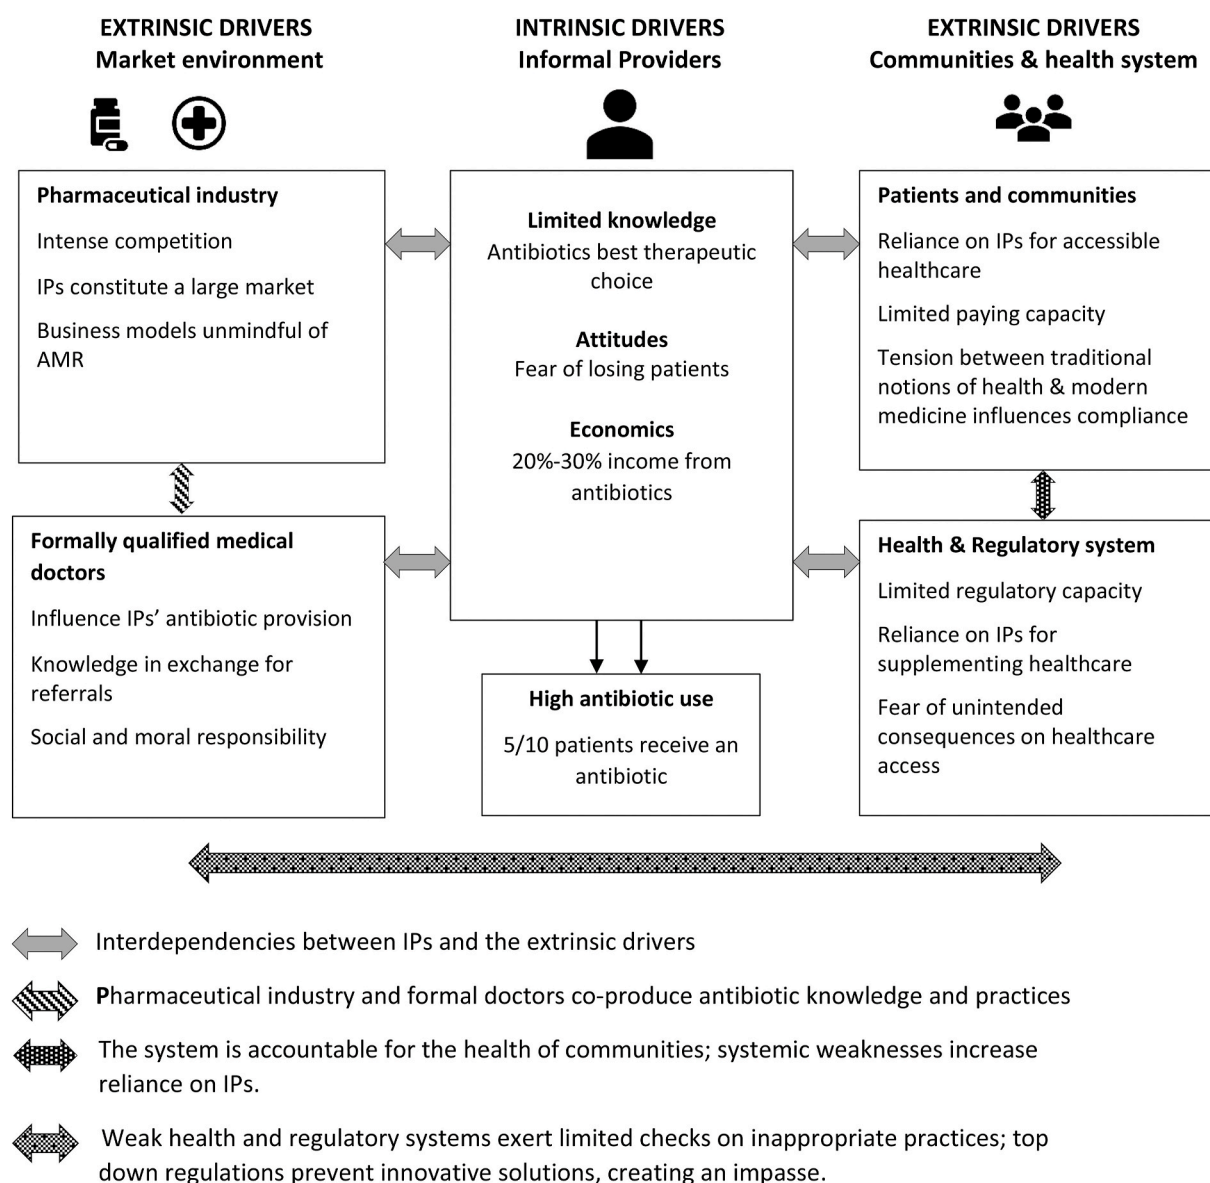 EXTRINSIC DRIVERS
Market environment
INTRINSIC DRIVERS
Informal Providers
EXTRINSIC DRIVERS
Communities & health system
Pharmaceutical industry
Intense competition
IPs constitute a large market
Business models unmindful of
AMR
Formally qualified medical
doctors
Influence IPs’ antibiotic provision
Knowledge in exchange for
referrals
Social and moral responsibility
Limited knowledge
Antibiotics best therapeutic
choice
Attitudes
Fear of losing patients
Economics
20%-30% income from
antibiotics
High antibiotic use
5/10 patients receive an
antibiotic
Patients and communities
Reliance on IPs for accessible
healthcare
Limited paying capacity
Tension between traditional
notions of health & modern
medicine influences compliance
Health & Regulatory system
Limited regulatory capacity
Reliance on IPs for
supplementing healthcare
Fear of unintended
consequences on healthcare
access
Interdependencies between IPs and the extrinsic drivers
Pharmaceutical industry and formal doctors co-produce antibiotic knowledge and practices
The system is accountable for the health of communities; systemic weaknesses increase
reliance on IPs.
Weak health and regulatory systems exert limited checks on inappropriate practices; top
down regulations prevent innovative solutions, creating an impasse.